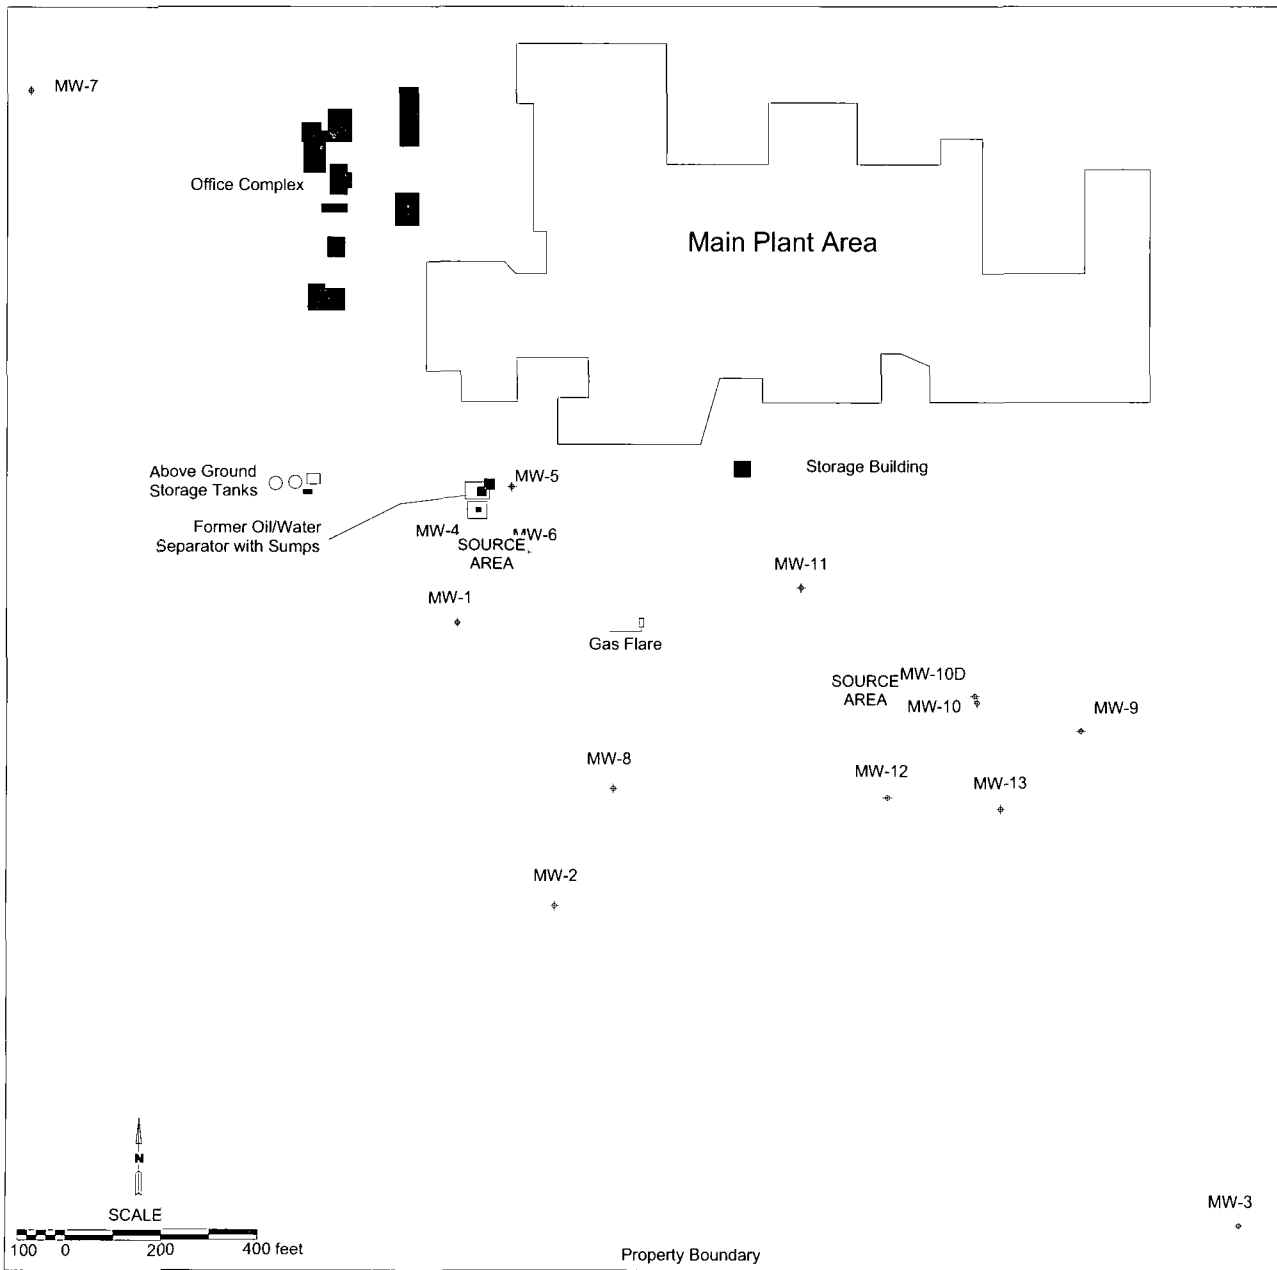 MW-7
Office Complex
Main Plant Area
Above Ground
Storage Tanks
MW-5
Storage Building
Former Oil/Water
Separator with Sumps
MW-4
MW-6
SOURCE
AREA
MW-11
MW-1
Gas Flare
SOURCE
AREA
MW-10D
MW-10
MW-9
MW-8
MW-12
MW-13
MW-2
N
SCALE
100 0 200 400 feet
MW-3
Property Boundary